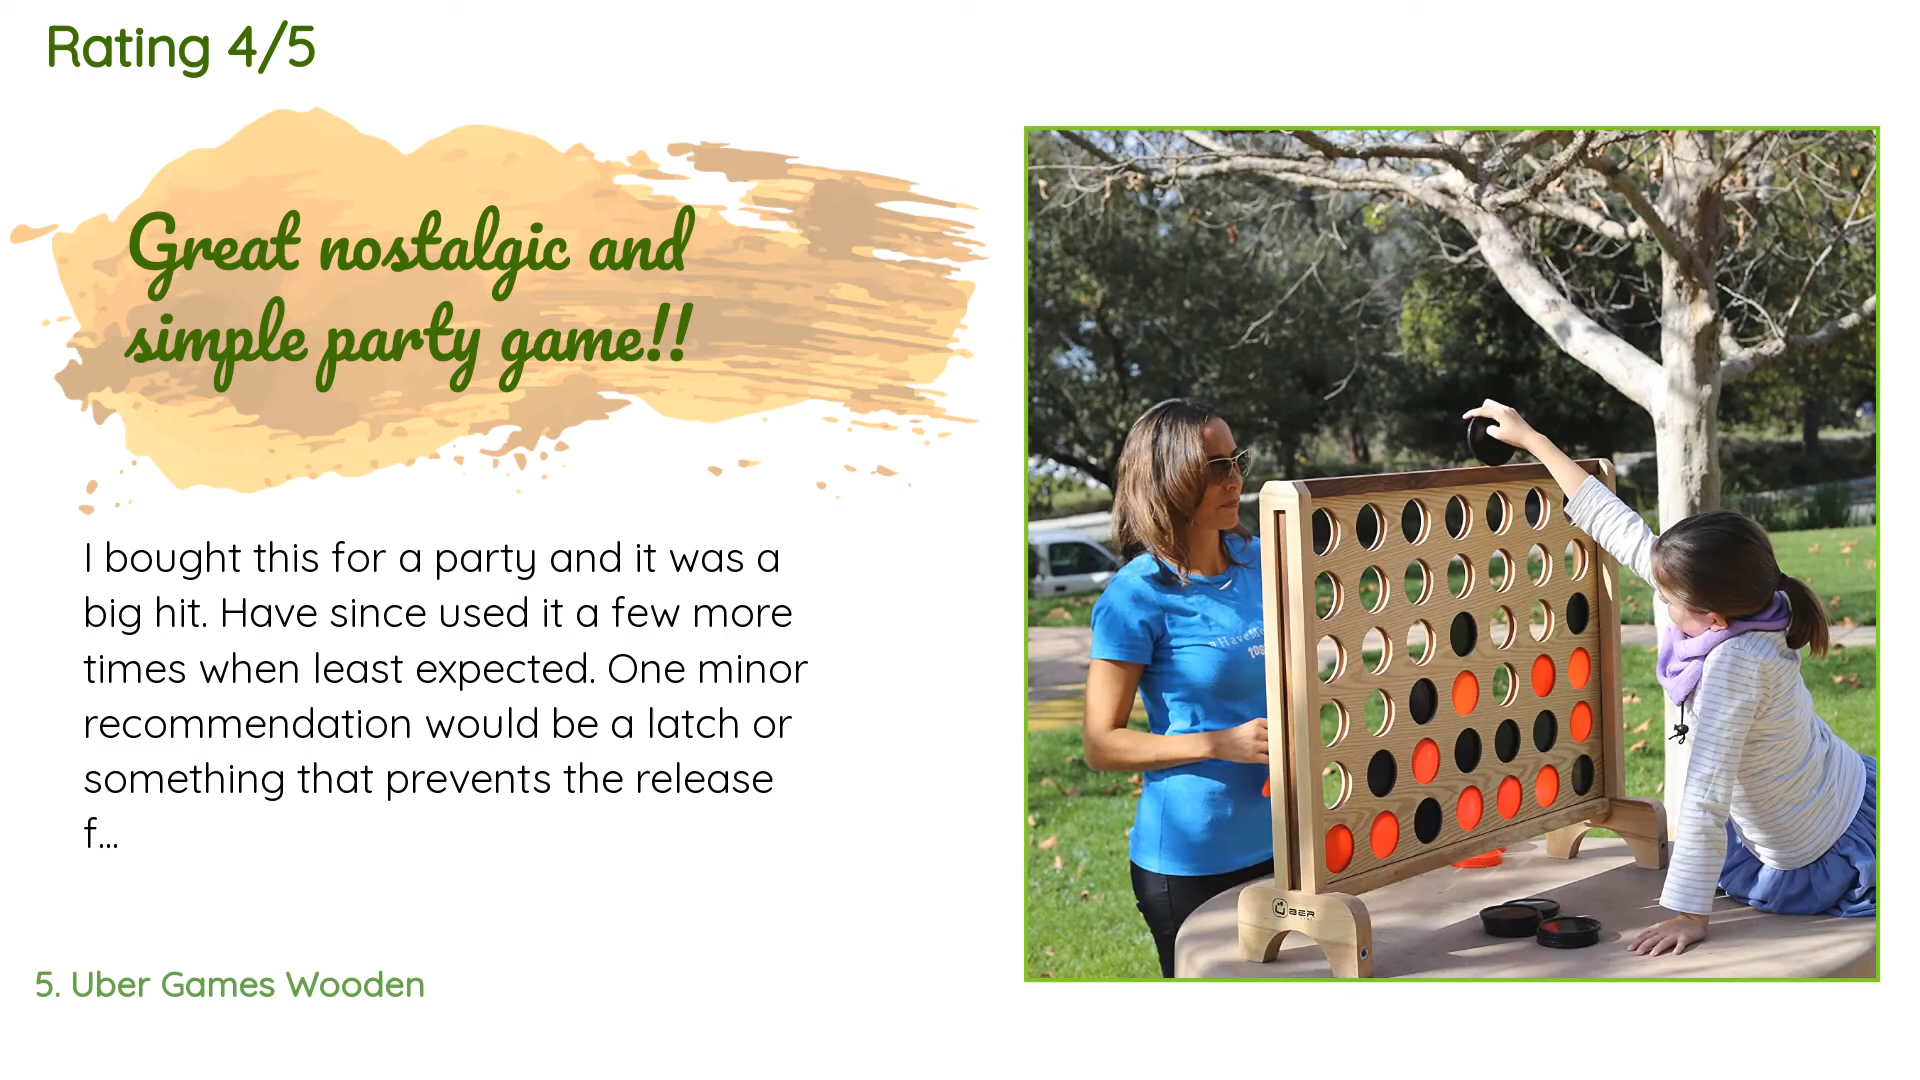 Rating 4/5
Great nostalgic and
simple party game!!
I bought this for a party and it was a
big hit. Have since used it a few more
times when least expected. One minor
recommendation would be a latch or
something that prevents the release
f...
5. Uber Games Wooden
ÜBER